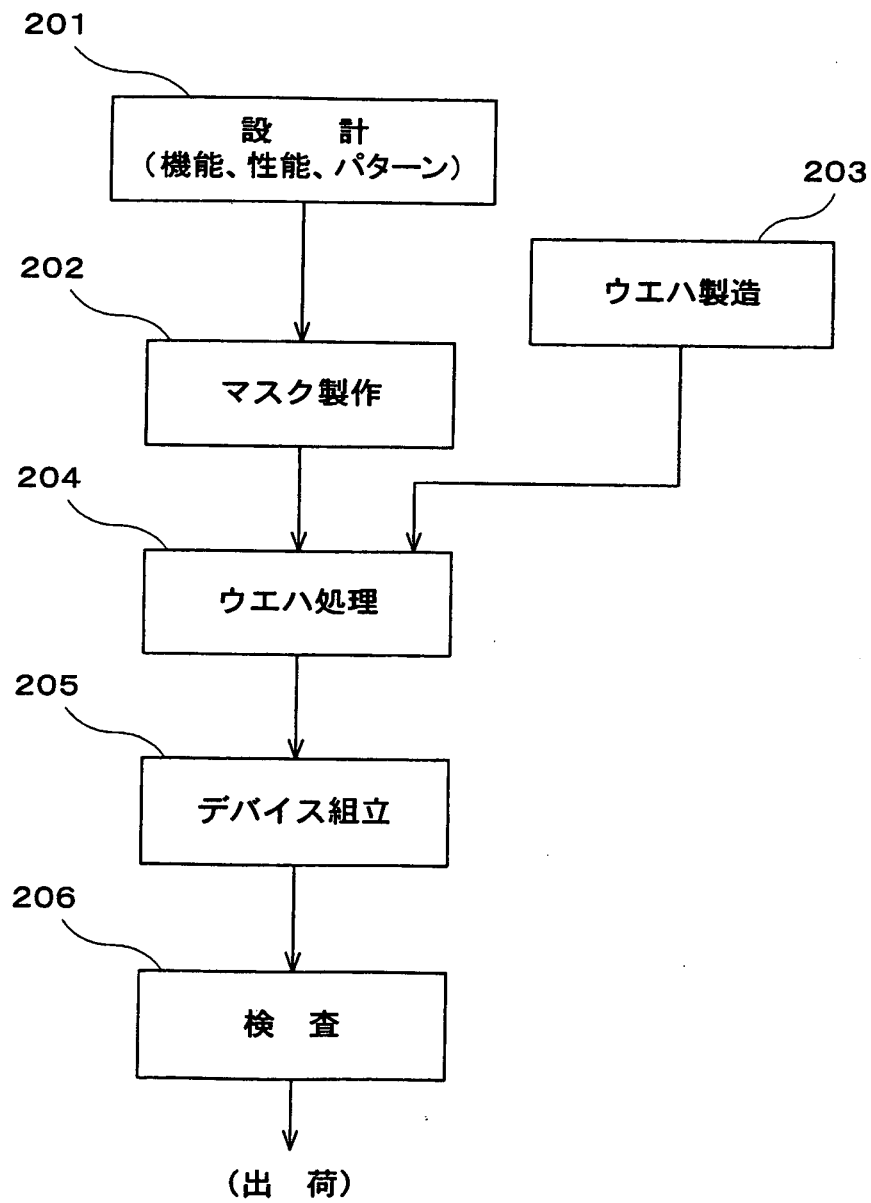 201
設 計
（機能、性能、パターン）
203
ウエハ製造
202
マスク製作
204
ウエハ処理
205
デバイス組立
206
検 査
（出 荷）